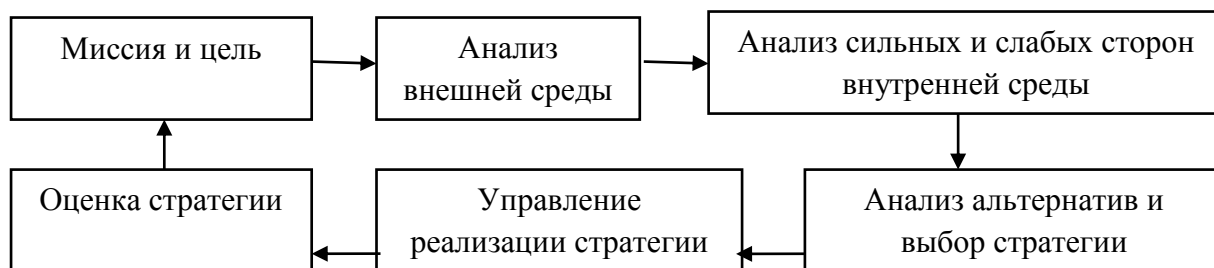 Миссия и цель
Анализ
внешней среды
Анализ сильных и слабых сторон
внутренней среды
Оценка стратегии
Управление
реализации стратегии
Анализ альтернатив и
выбор стратегии